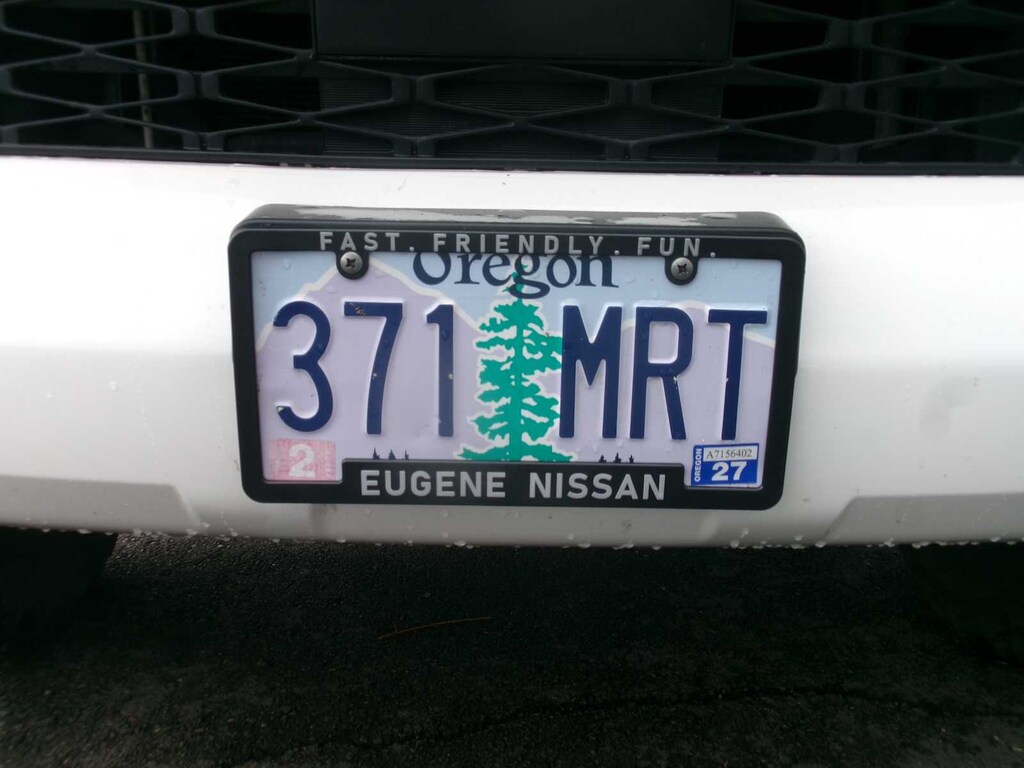 FAST. FRIENDLY. FUN.
Oregon
371 MRT
2
OREGON
A7156402
27
EUGENE NISSAN